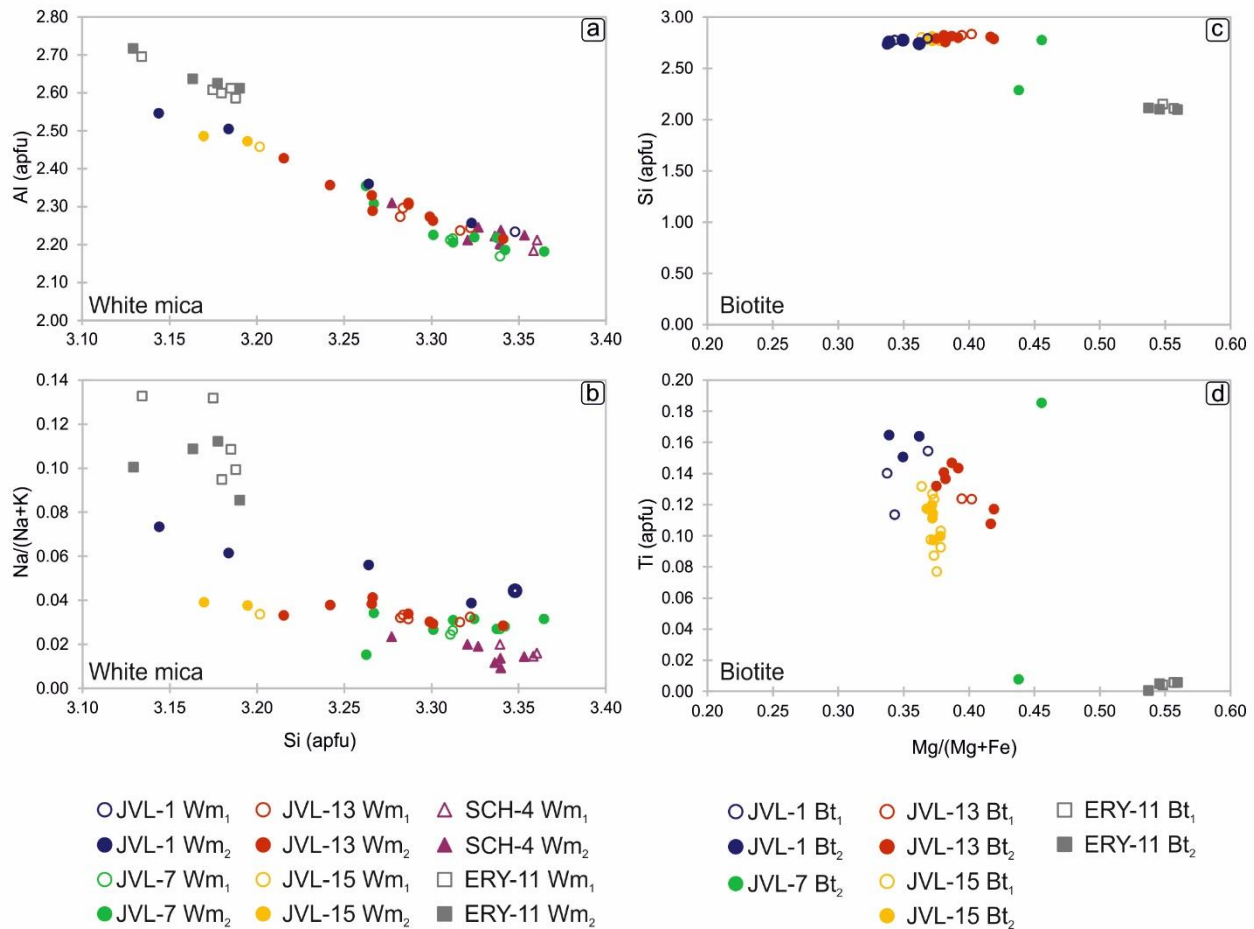 a
2.80
2.70
2.60
2.50
2.40
2.30
2.20
2.10
2.00
Al (apfu)
White mica
3.10 3.15 3.20 3.25 3.30 3.35 3.40
c
3.00
2.50
2.00
1.50
1.00
0.50
0.00
Si (apfu)
Biotite
0.20 0.30 0.35 0.40 0.50 0.55 0.60
b
0.14
0.12
0.10
0.08
0.06
0.04
0.02
0.00
Na/(Na+K)
White mica
3.10 3.15 3.20 3.25 3.30 3.35 3.40
Si (apfu)
d
0.20
0.18
0.16
0.14
0.12
0.10
0.08
0.06
0.04
0.02
0.00
Ti (apfu)
Biotite
0.20 0.30 0.35 0.40 0.50 0.55 0.60
Mg/(Mg+Fe)
JVL-1 Wm₁ JVL-13 Wm₁ SCH-4 Wm₁
JVL-1 Wm₂ JVL-13 Wm₂ SCH-4 Wm₂
JVL-7 Wm₁ JVL-15 Wm₁ ERY-11 Wm₁
JVL-7 Wm₂ JVL-15 Wm₂ ERY-11 Wm₂
JVL-1 Bt₁ JVL-13 Bt₁ ERY-11 Bt₁
JVL-1 Bt₂ JVL-13 Bt₂ ERY-11 Bt₂
JVL-7 Bt₂ JVL-15 Bt₁
JVL-15 Bt₂